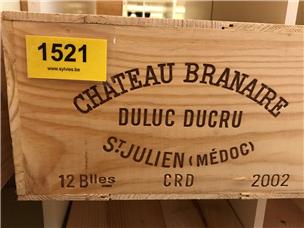 1521
www.sylvies.be
CHATEAU BRANAIRE
DULUC DUCRU
ST.JULIEN (MÉDOC)
12 Blles CRD 2002